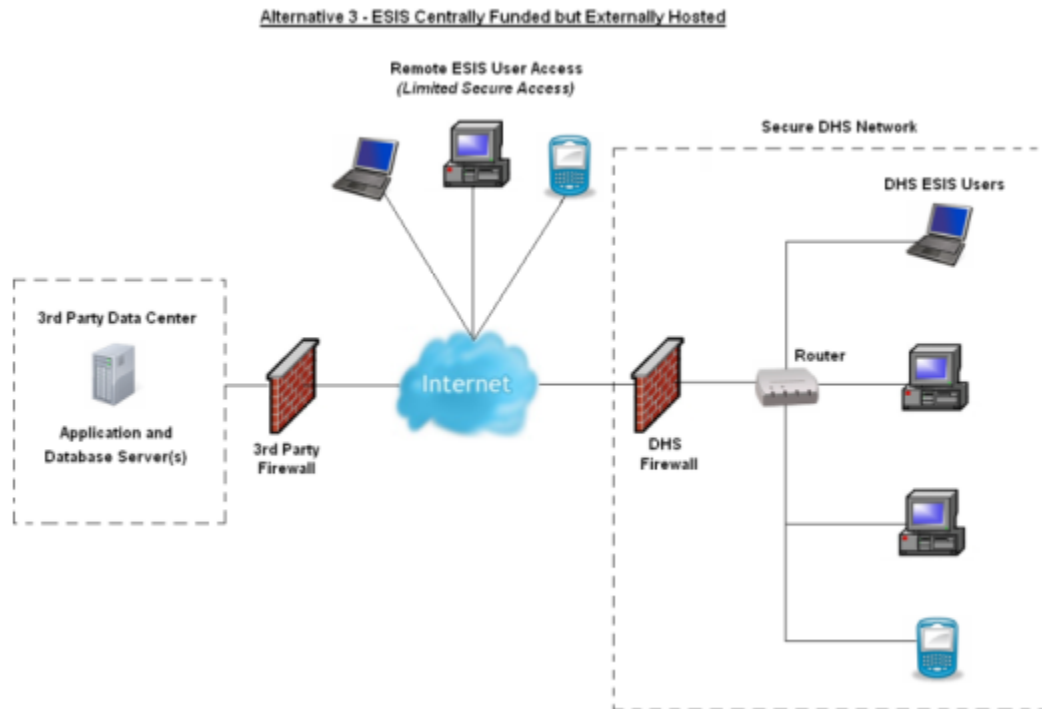 Alternative 3 - ESIS Centrally Funded but Externally Hosted
Remote ESIS User Access
(Limited Secure Access)
Secure DHS Network
DHS ESIS Users
3rd Party Data Center
Router
Internet
Application and
Database Server(s)
3rd Party
Firewall
DHS
Firewall